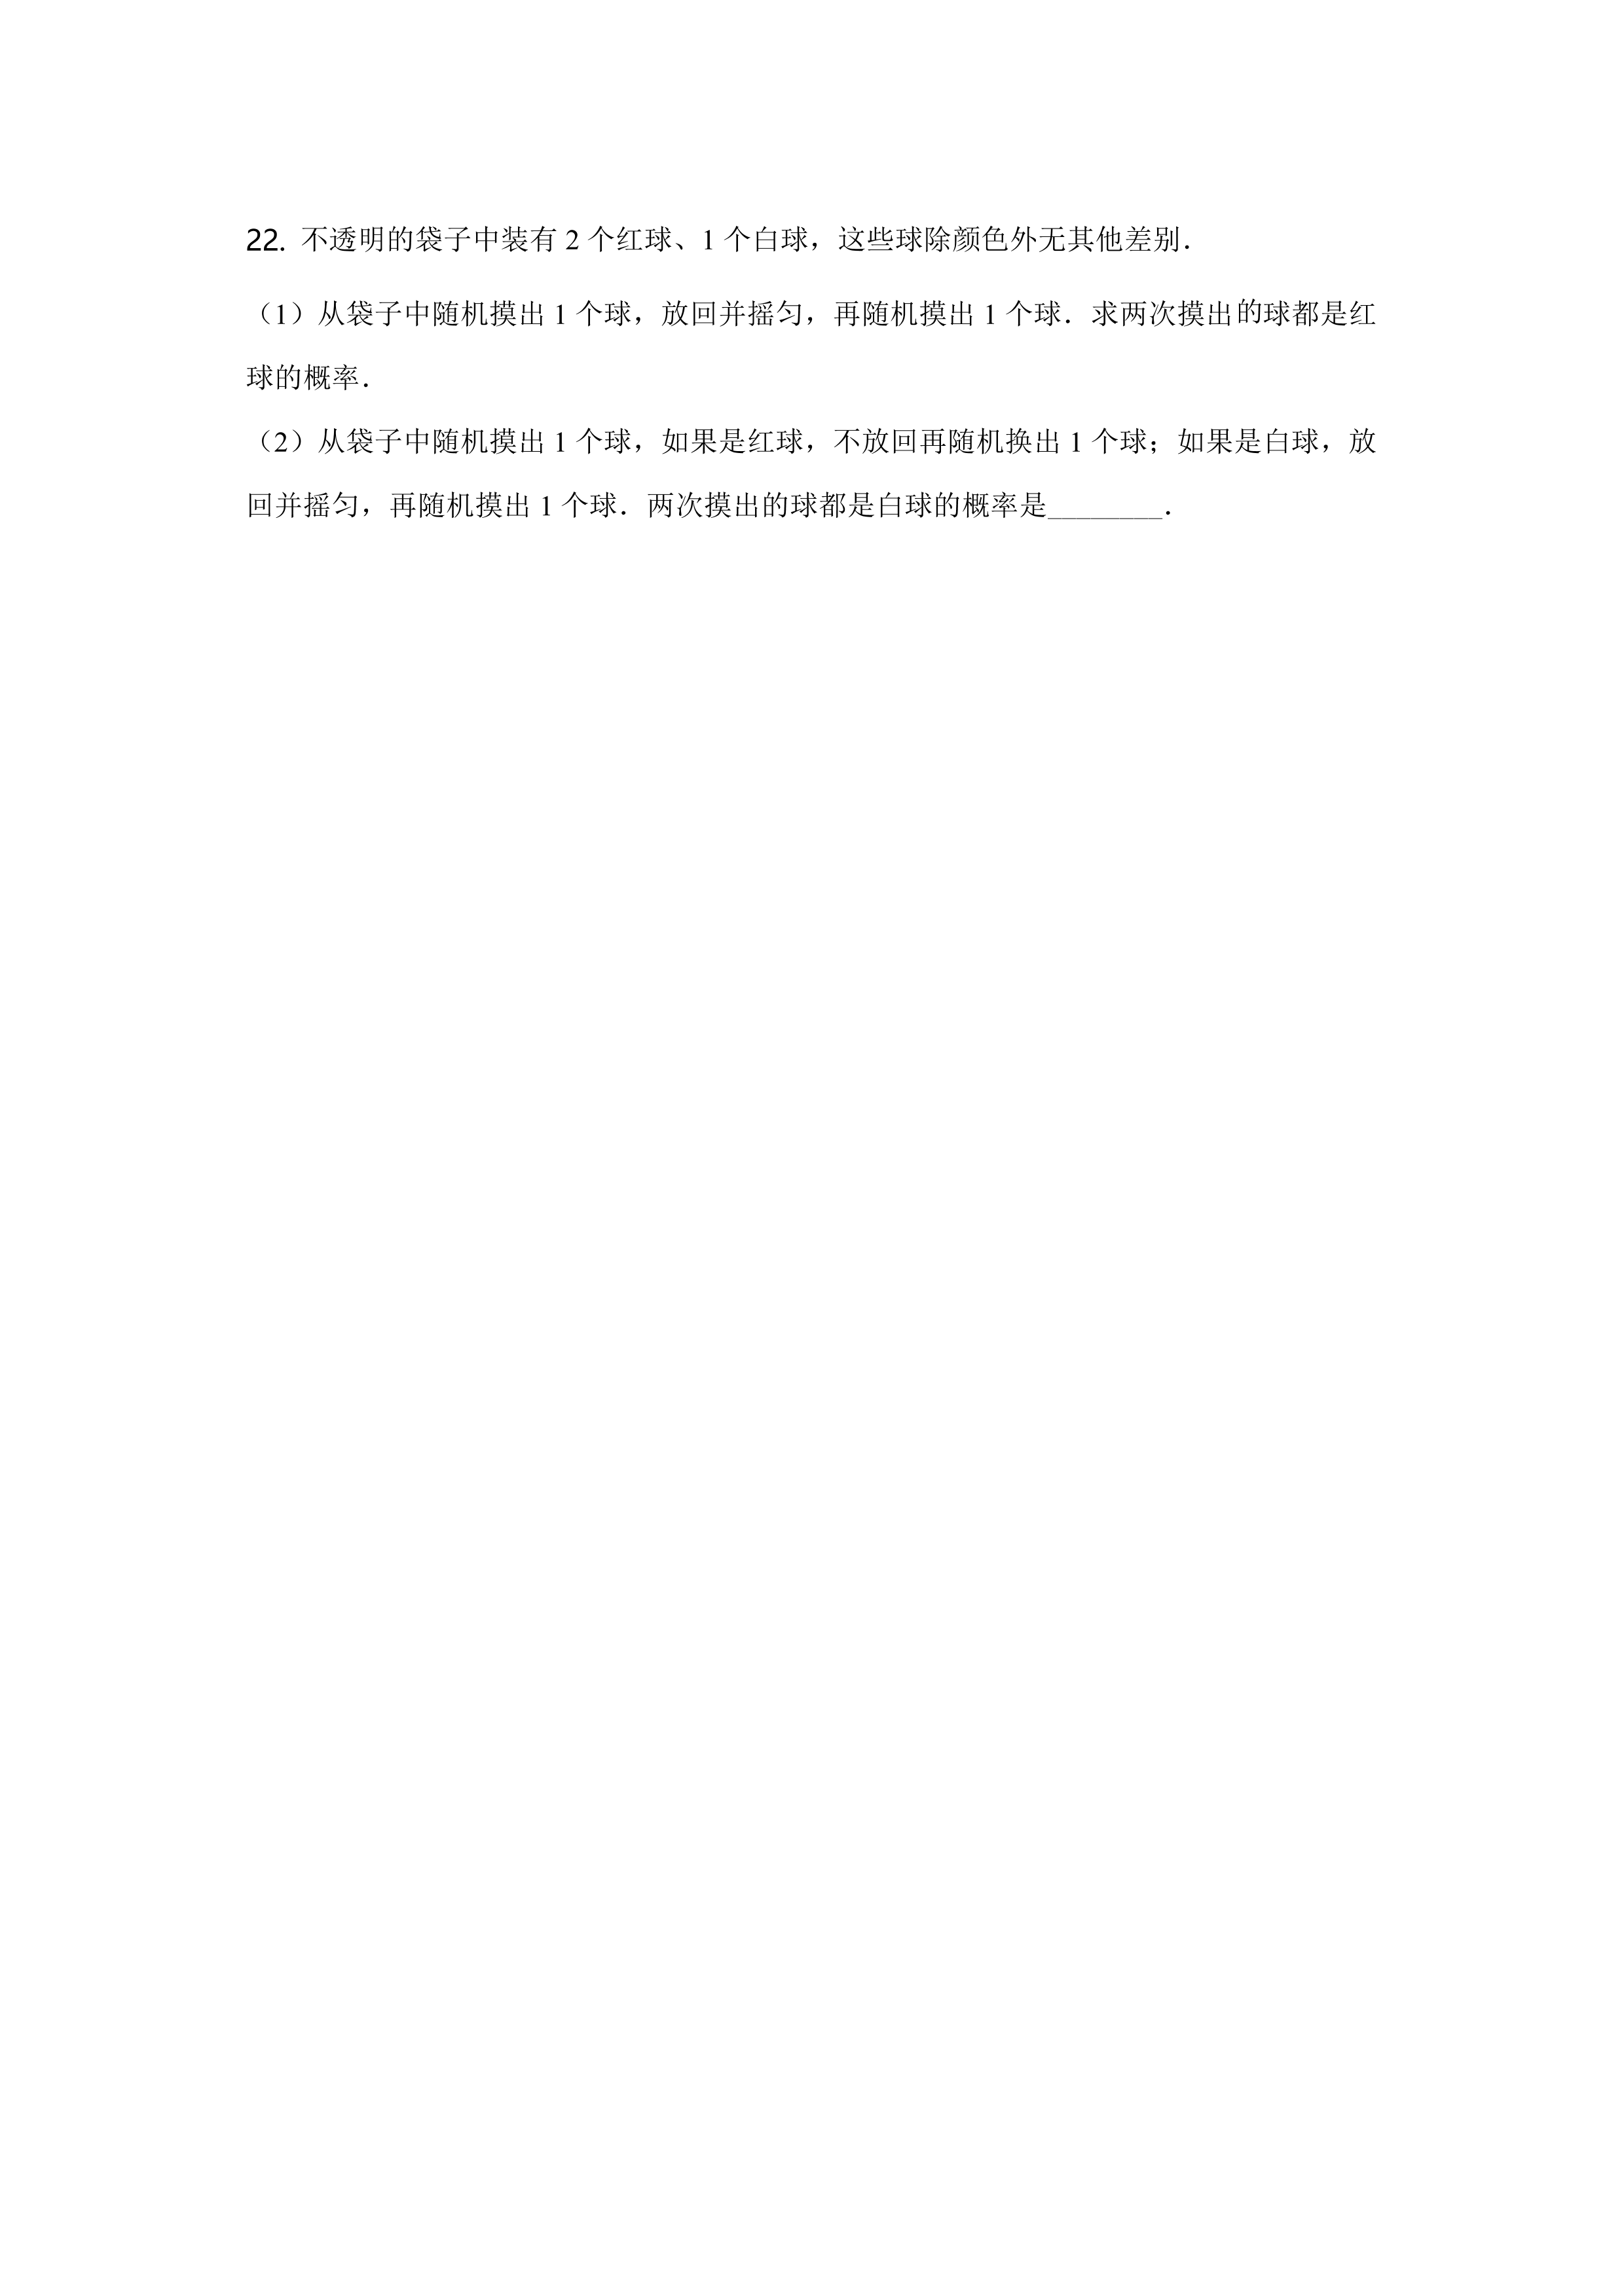 22. 不透明的袋子中装有 2 个红球、1 个白球，这些球除颜色外无其他差别．
（1）从袋子中随机摸出 1 个球，放回并摇匀，再随机摸出 1 个球．求两次摸出的球都是红
球的概率．
（2）从袋子中随机摸出 1 个球，如果是红球，不放回再随机换出 1 个球；如果是白球，放
回并摇匀，再随机摸出 1 个球．两次摸出的球都是白球的概率是________．